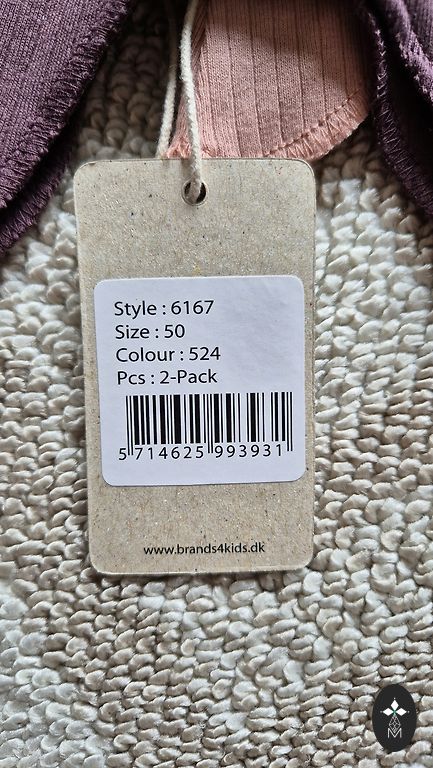 Style : 6167
Size : 50
Colour : 524
Pcs : 2-Pack
5 714625 993931
www.brands4kids.dk
M